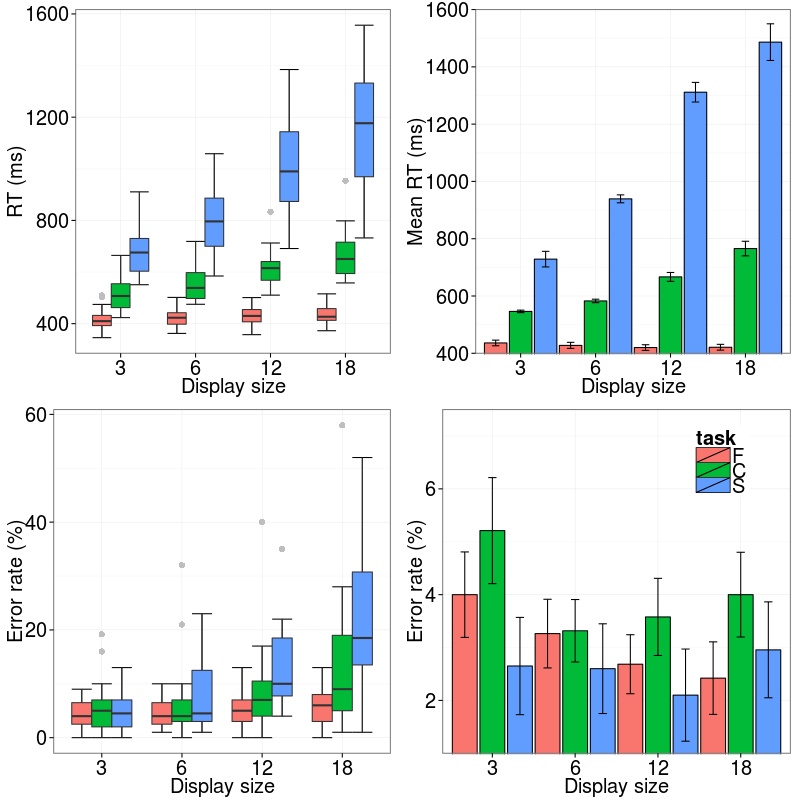 RT (ms)
1600
1200
800
400
3 6 12 18
Display size
Mean RT (ms)
1600
1400
1200
1000
800
600
400
3 6 12 18
Display size
Error rate (%)
60
40
20
0
3 6 12 18
Display size
Error rate (%)
6
4
2
task
F
C
S
3 6 12 18
Display size